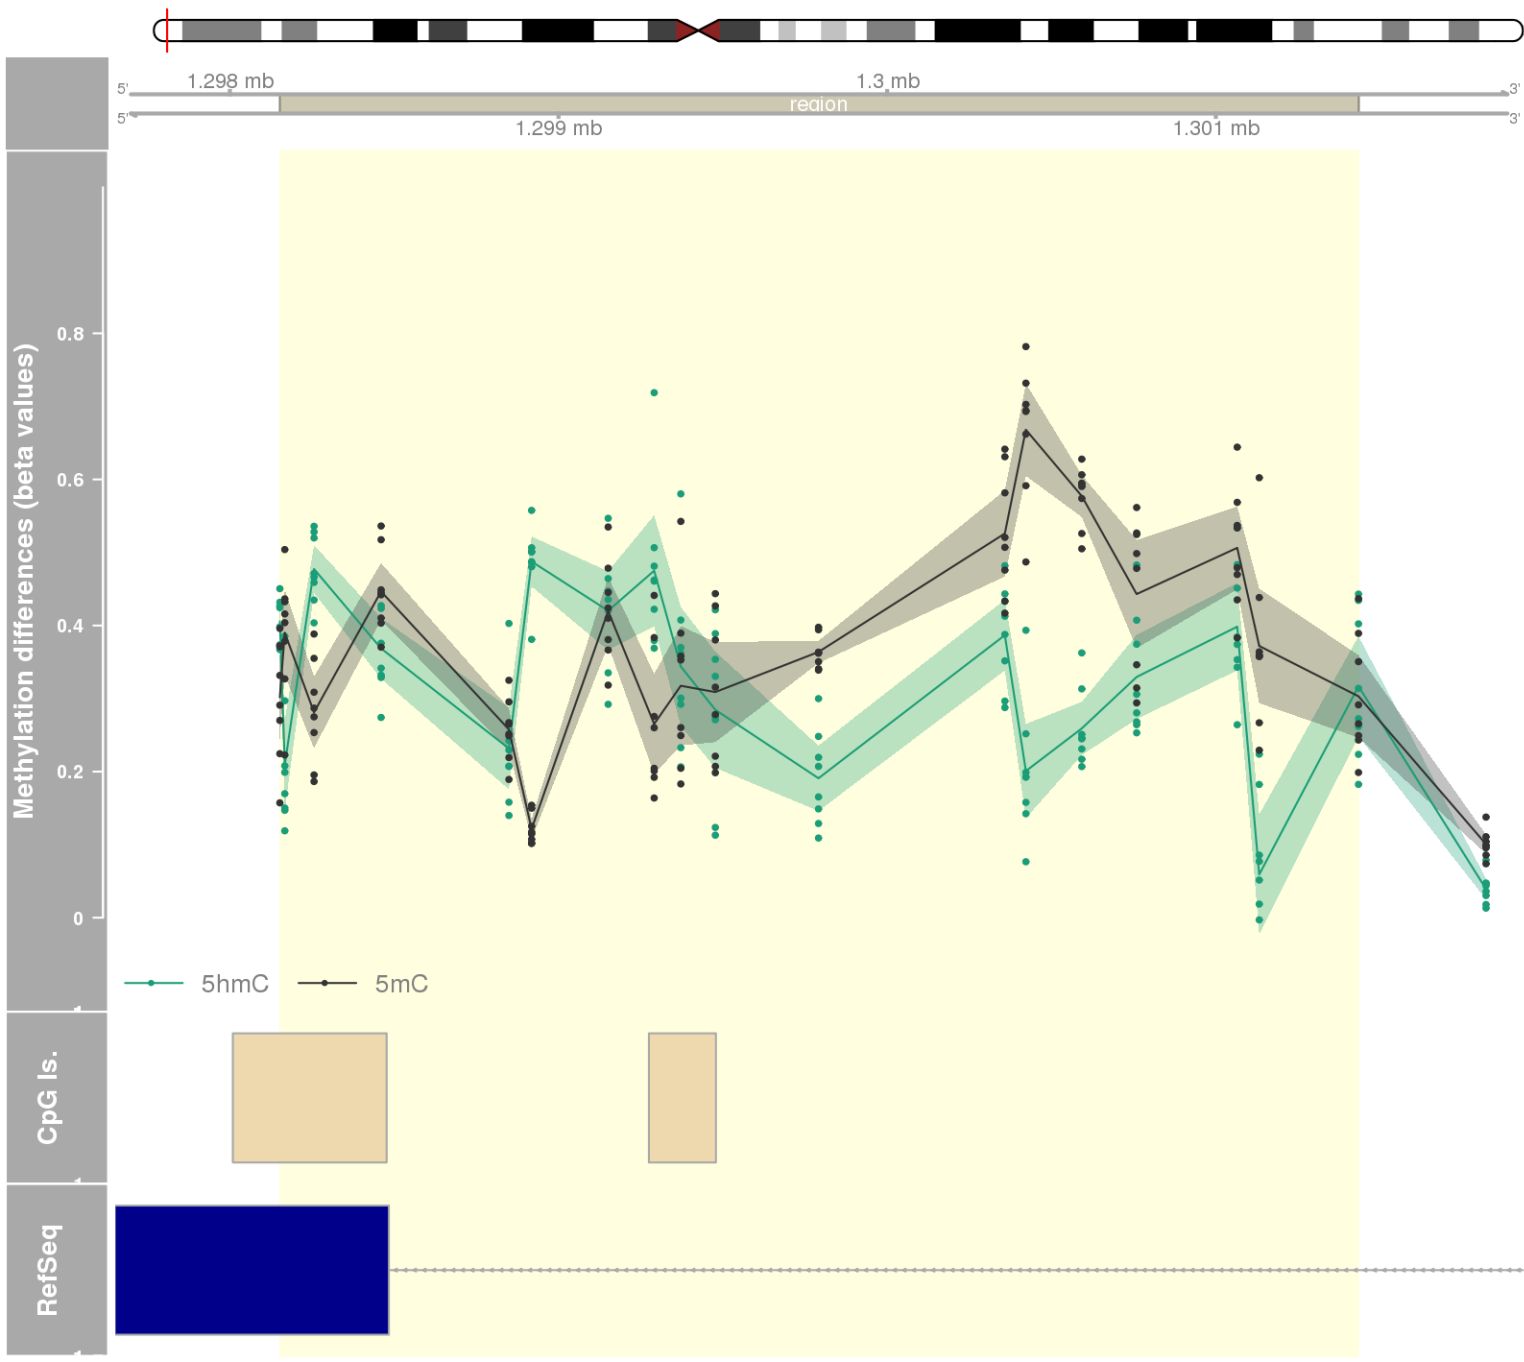 1.298 mb
1.3 mb
5'
3'
region
5'
3'
1.299 mb
1.301 mb
Methylation differences (beta values)
0.8
0.6
0.4
0.2
0
5hmC
5mC
CpG Is.
RefSeq